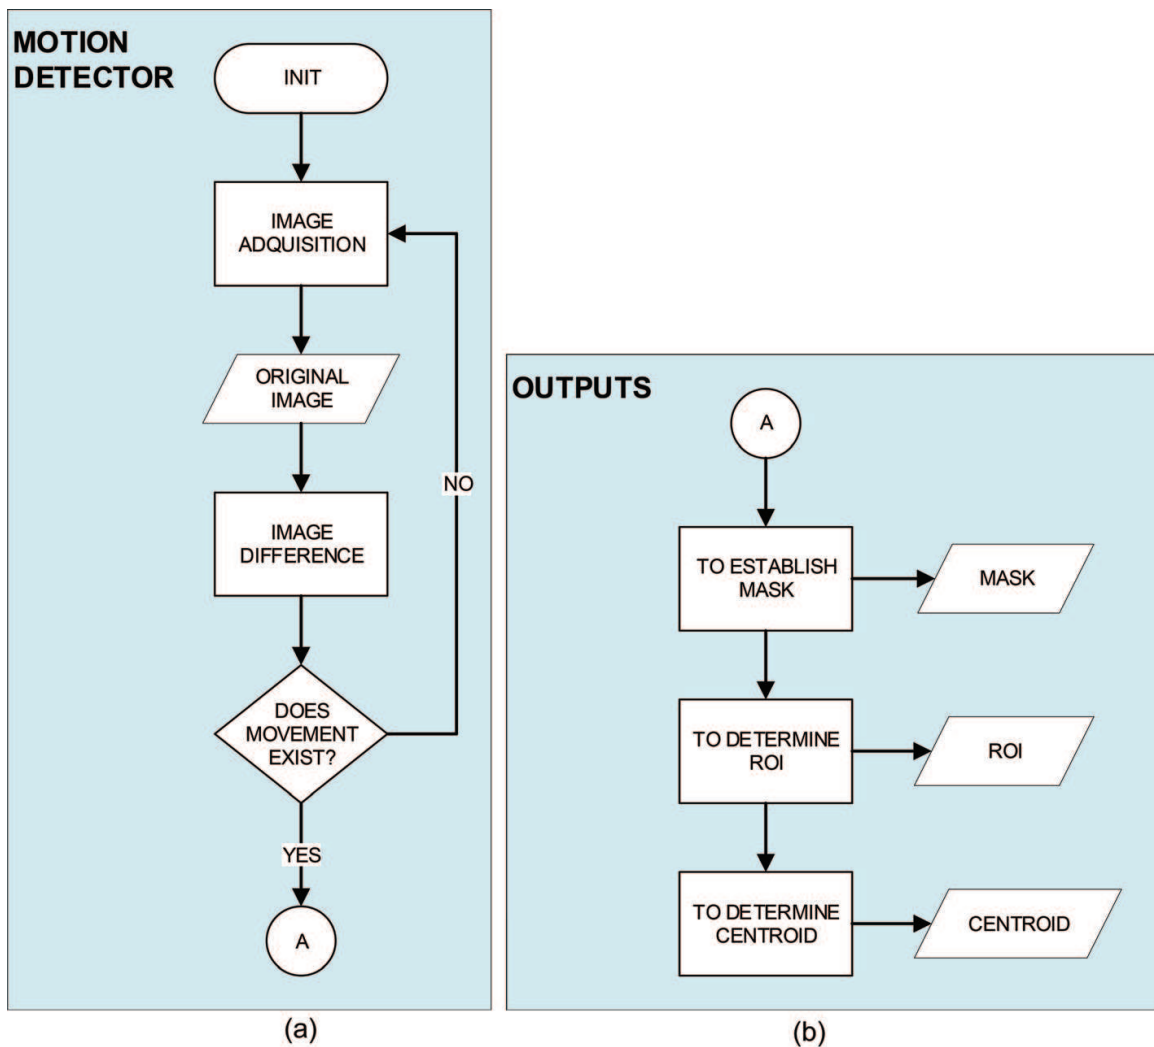 MOTION
DETECTOR
INIT
IMAGE
ADQUISITION
ORIGINAL
IMAGE
NO
IMAGE
DIFFERENCE
DOES
MOVEMENT
EXIST?
YES
A
(a)
OUTPUTS
A
TO ESTABLISH
MASK
MASK
TO DETERMINE
ROI
ROI
TO DETERMINE
CENTROID
CENTROID
(b)